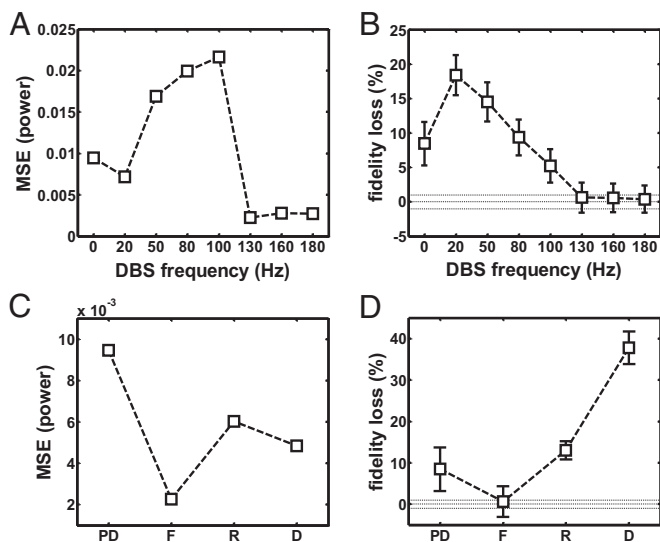 A
B
MSE (power)
0.025
0.02
0.015
0.01
0.005
0
0 20 50 80 100 130 160 180
DBS frequency (Hz)
fidelity loss (%)
25
20
15
10
5
0
-5
0 20 50 80 100 130 160 180
DBS frequency (Hz)
C
D
x 10⁻³
MSE (power)
10
8
6
4
2
PD F R D
fidelity loss (%)
40
30
20
10
0
PD F R D